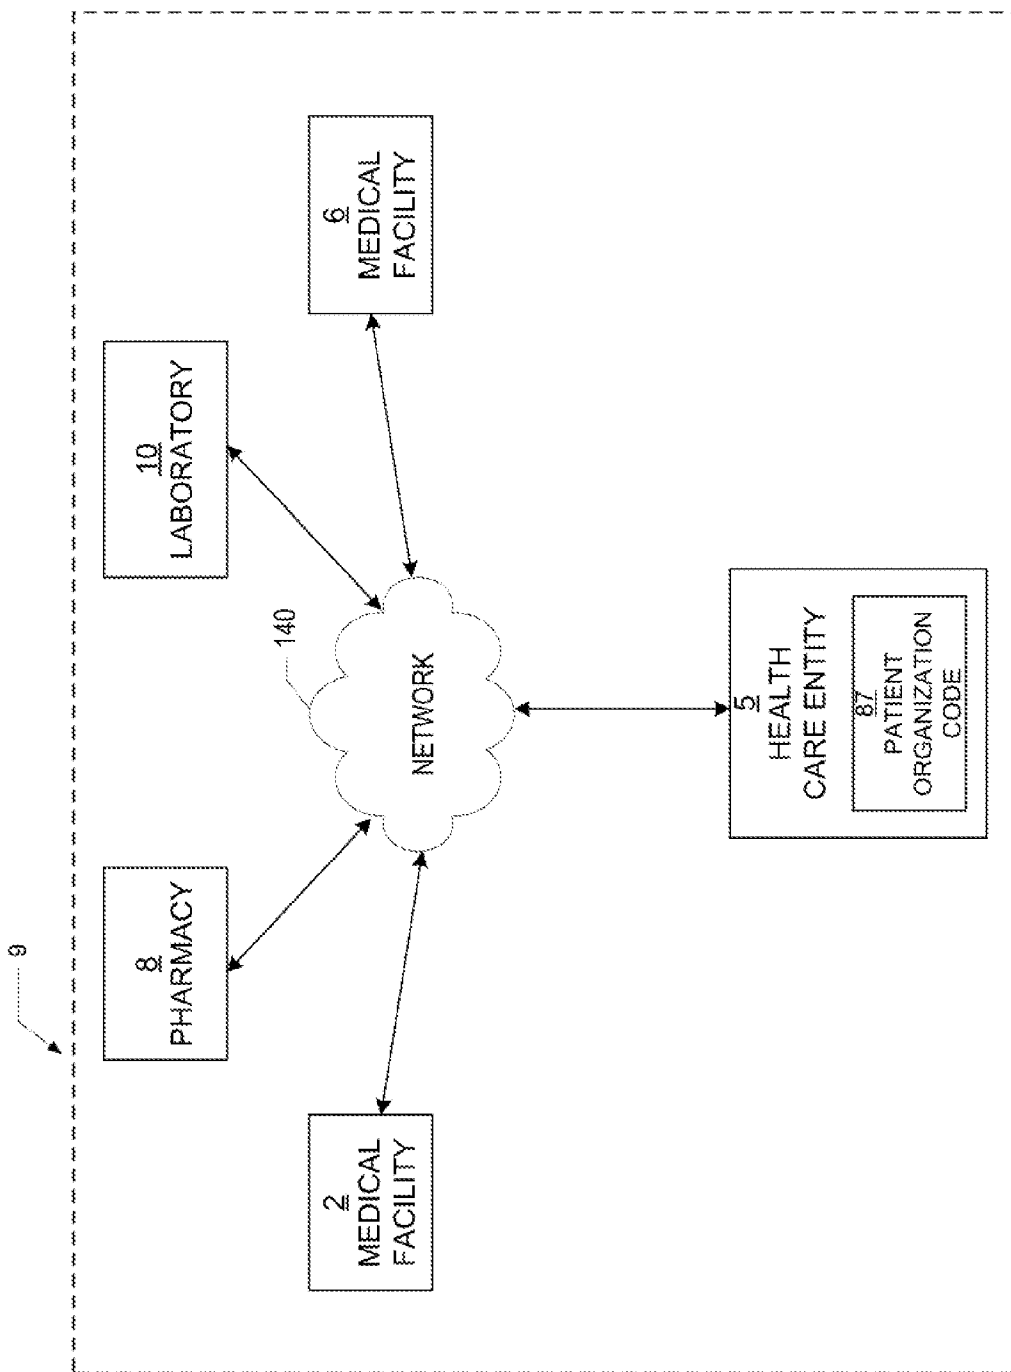 9
8
PHARMACY
10
LABORATORY
140
2
MEDICAL
FACILITY
NETWORK
6
MEDICAL
FACILITY
5
HEALTH
CARE ENTITY
87
PATIENT
ORGANIZATION
CODE